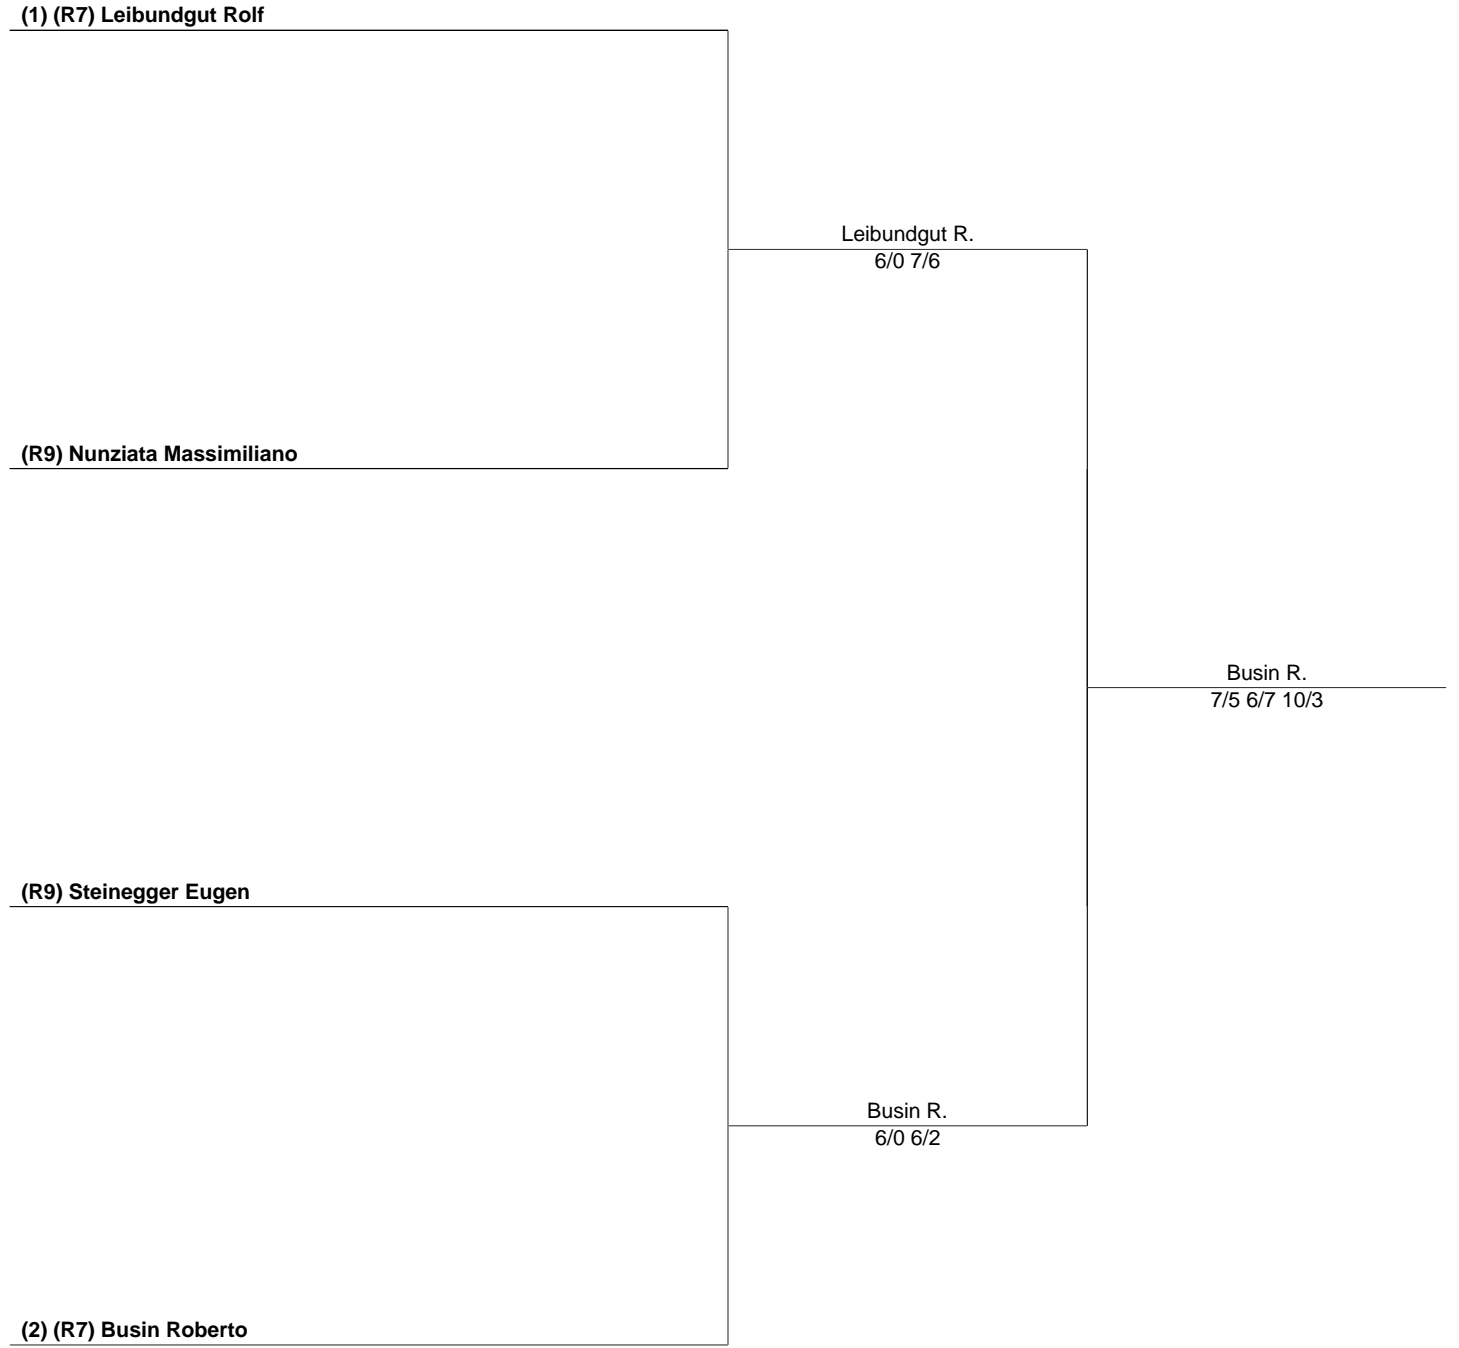 (1) (R7) Leibundgut Rolf
Leibundgut R.
6/0 7/6
(R9) Nunziata Massimiliano
Busin R.
7/5 6/7 10/3
(R9) Steinegger Eugen
Busin R.
6/0 6/2
(2) (R7) Busin Roberto